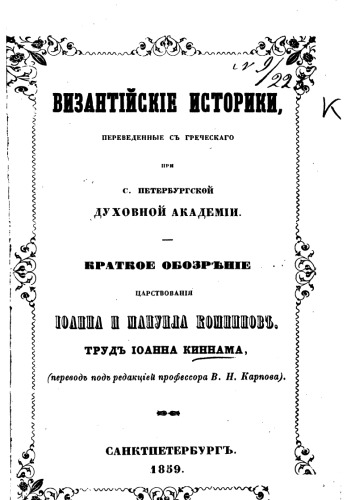 № 9/22
К
ВИЗАНТІЙСКІЕ ИСТОРИКИ,
ПЕРЕВЕДЕННЫЕ СЪ ГРЕЧЕСКАГО
ПРИ
С. ПЕТЕРБУРГСКОЙ
ДУХОВНОЙ АКАДЕМІИ.
КРАТКОЕ ОБОЗРѢНІЕ
ЦАРСТВОВАНІЯ
ІОАННА И МАНУИЛА КОМНИНОВЪ.
ТРУДЪ ІОАННА КИННАМА,
(переводъ подъ редакціей профессора В. Н. Карпова).
САНКТПЕТЕРБУРГЪ.
1859.